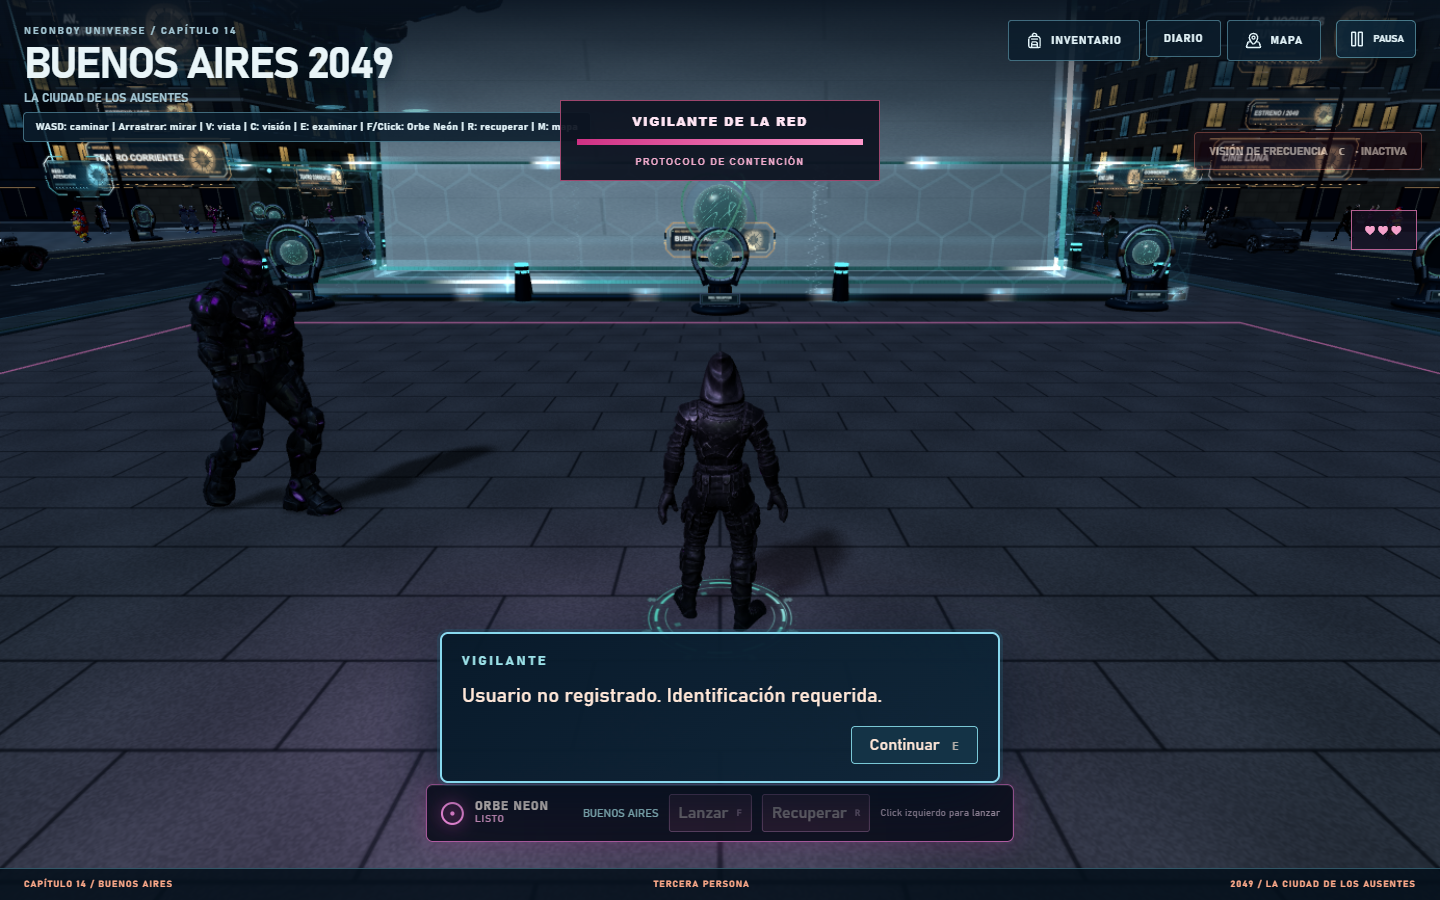 NEONBOY UNIVERSE / CAPÍTULO 14
BUENOS AIRES 2049
LA CIUDAD DE LOS AUSENTES
WASD: caminar | Arrastrar: mirar | V: vista | C: visión | E: examinar | F/Click: Orbe Neón | R: recuperar | M:
INVENTARIO
DIARIO
MAPA
PAUSA
VIGILANTE DE LA RED
PROTOCOLO DE CONTENCIÓN
VISIÓN DE FRECUENCIA C · INACTIVA
ESTRENO / 2049
CINE LUNA
TEATRO CORRIENTES
VIGILANTE
Usuario no registrado. Identificación requerida.
Continuar E
ORBE NEON
LISTO
BUENOS AIRES
Lanzar F
Recuperar R
Click izquierdo para lanzar
CAPÍTULO 14 / BUENOS AIRES
TERCERA PERSONA
2049 / LA CIUDAD DE LOS AUSENTES